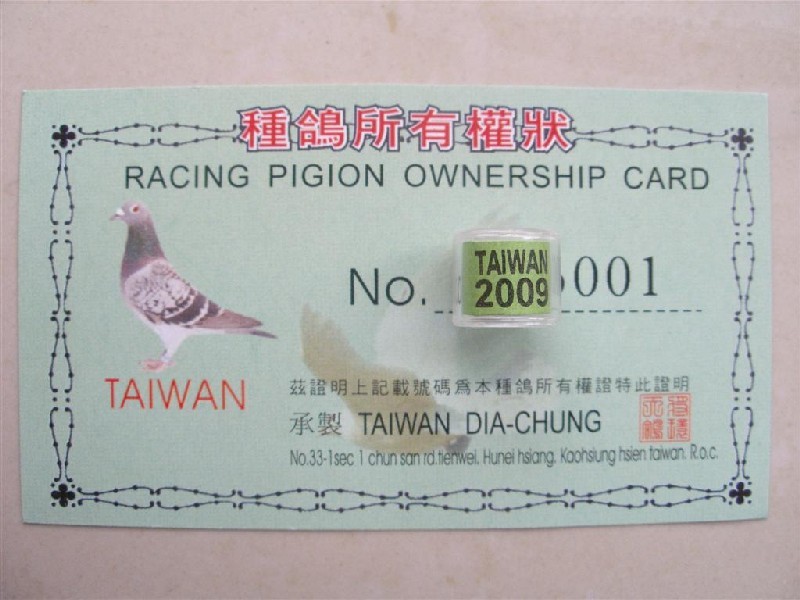 種鴿所有權狀
RACING PIGION OWNERSHIP CARD
No. 001
TAIWAN
2009
TAIWAN
茲證明上記載號碼為本種鴿所有權證特此證明
承製 TAIWAN DIA-CHUNG
No.33-1sec 1 chun san rd.tienwei. Hunei hsiang. Kaohsiung hsien taiwan. R.o.c.